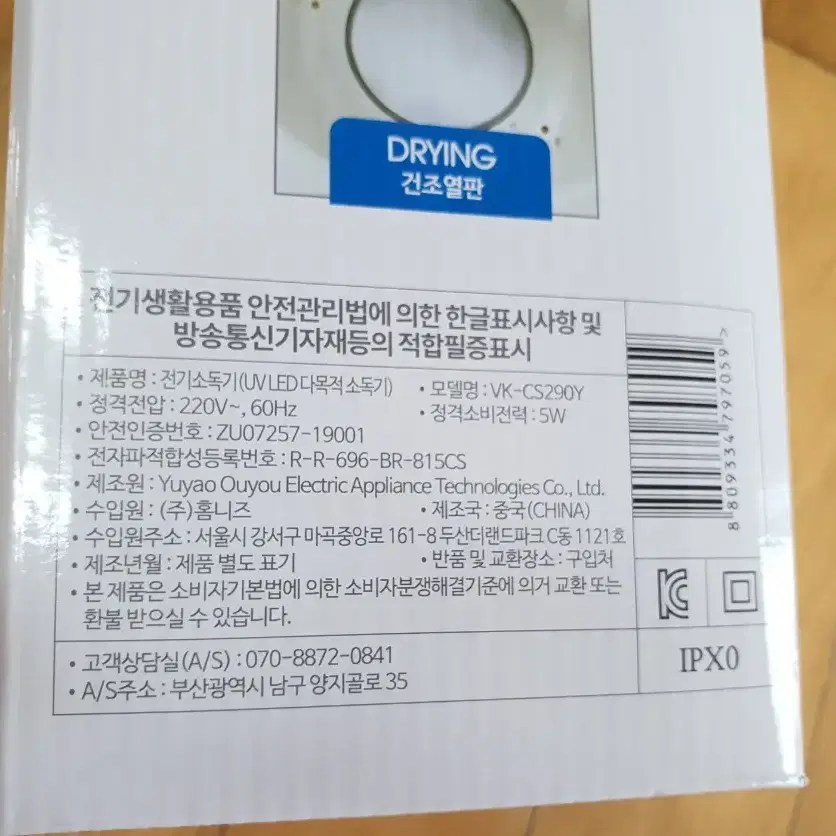 DRYING
건조열판
전기생활용품 안전관리법에 의한 한글표시사항 및
방송통신기자재등의 적합필증표시
• 제품명 : 전기소독기(UV LED 다목적 소독기) • 모델명 : VK-CS290Y
• 정격전압 : 220V~, 60Hz • 정격소비전력 : 5W
• 안전인증번호 : ZU07257-19001
• 전자파적합성등록번호 : R-R-696-BR-815CS
• 제조원 : Yuyao Ouyou Electric Appliance Technologies Co., Ltd.
• 수입원 : (주)홈니즈 • 제조국 : 중국(CHINA)
• 수입원주소 : 서울시 강서구 마곡중앙로 161-8 두산더랜드파크 C동 1121호
• 제조년월 : 제품 별도 표기 • 반품 및 교환장소 : 구입처
• 본 제품은 소비자기본법에 의한 소비자분쟁해결기준에 의거 교환 또는
환불 받으실 수 있습니다.
• 고객상담실(A/S) : 070-8872-0841
• A/S주소 : 부산광역시 남구 양지골로 35
8 809334 797059 >
IPX0